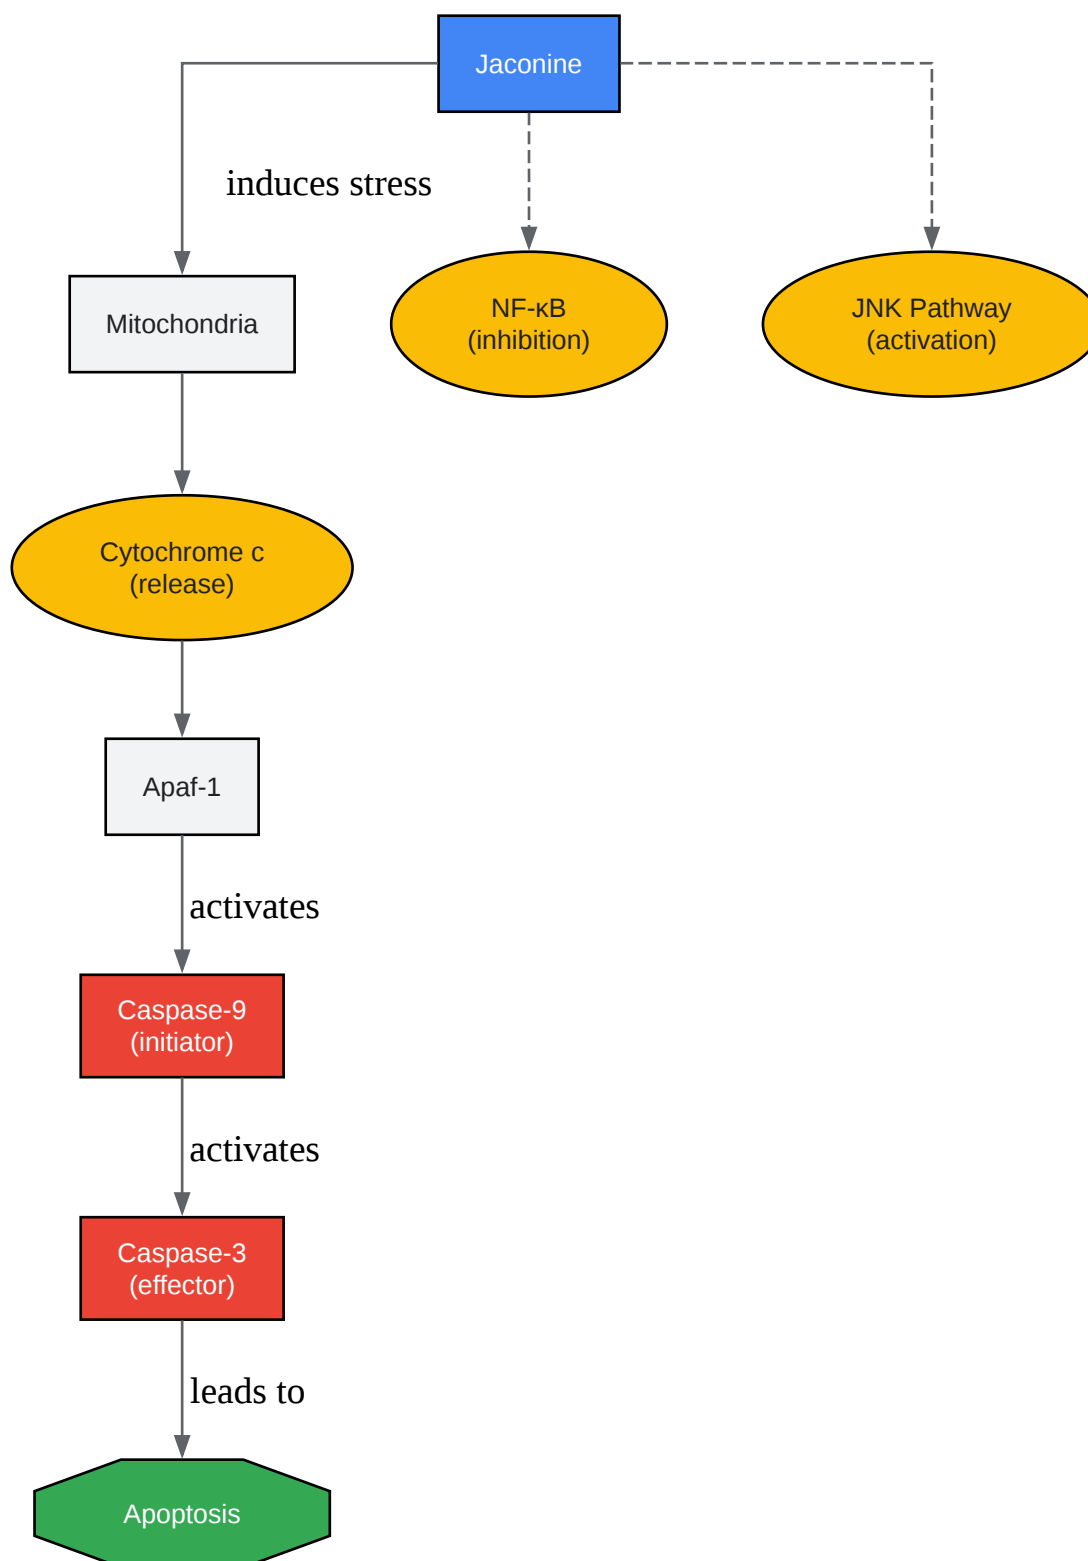 Jaconine
induces stress
Mitochondria
NF-κB
(inhibition)
JNK Pathway
(activation)
Cytochrome c
(release)
Apaf-1
activates
Caspase-9
(initiator)
activates
Caspase-3
(effector)
leads to
Apoptosis